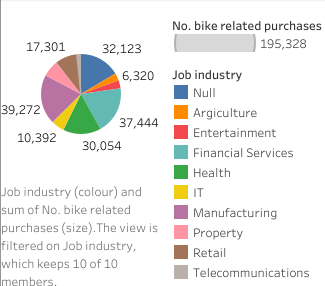 No. bike related purchases
195,328
17,301
32,123
6,320
39,272
37,444
10,392
30,054
Job industry
Null
Argiculture
Entertainment
Financial Services
Health
IT
Manufacturing
Property
Retail
Telecommunications
Job industry (colour) and
sum of No. bike related
purchases (size).The view is
filtered on Job industry,
which keeps 10 of 10
members.